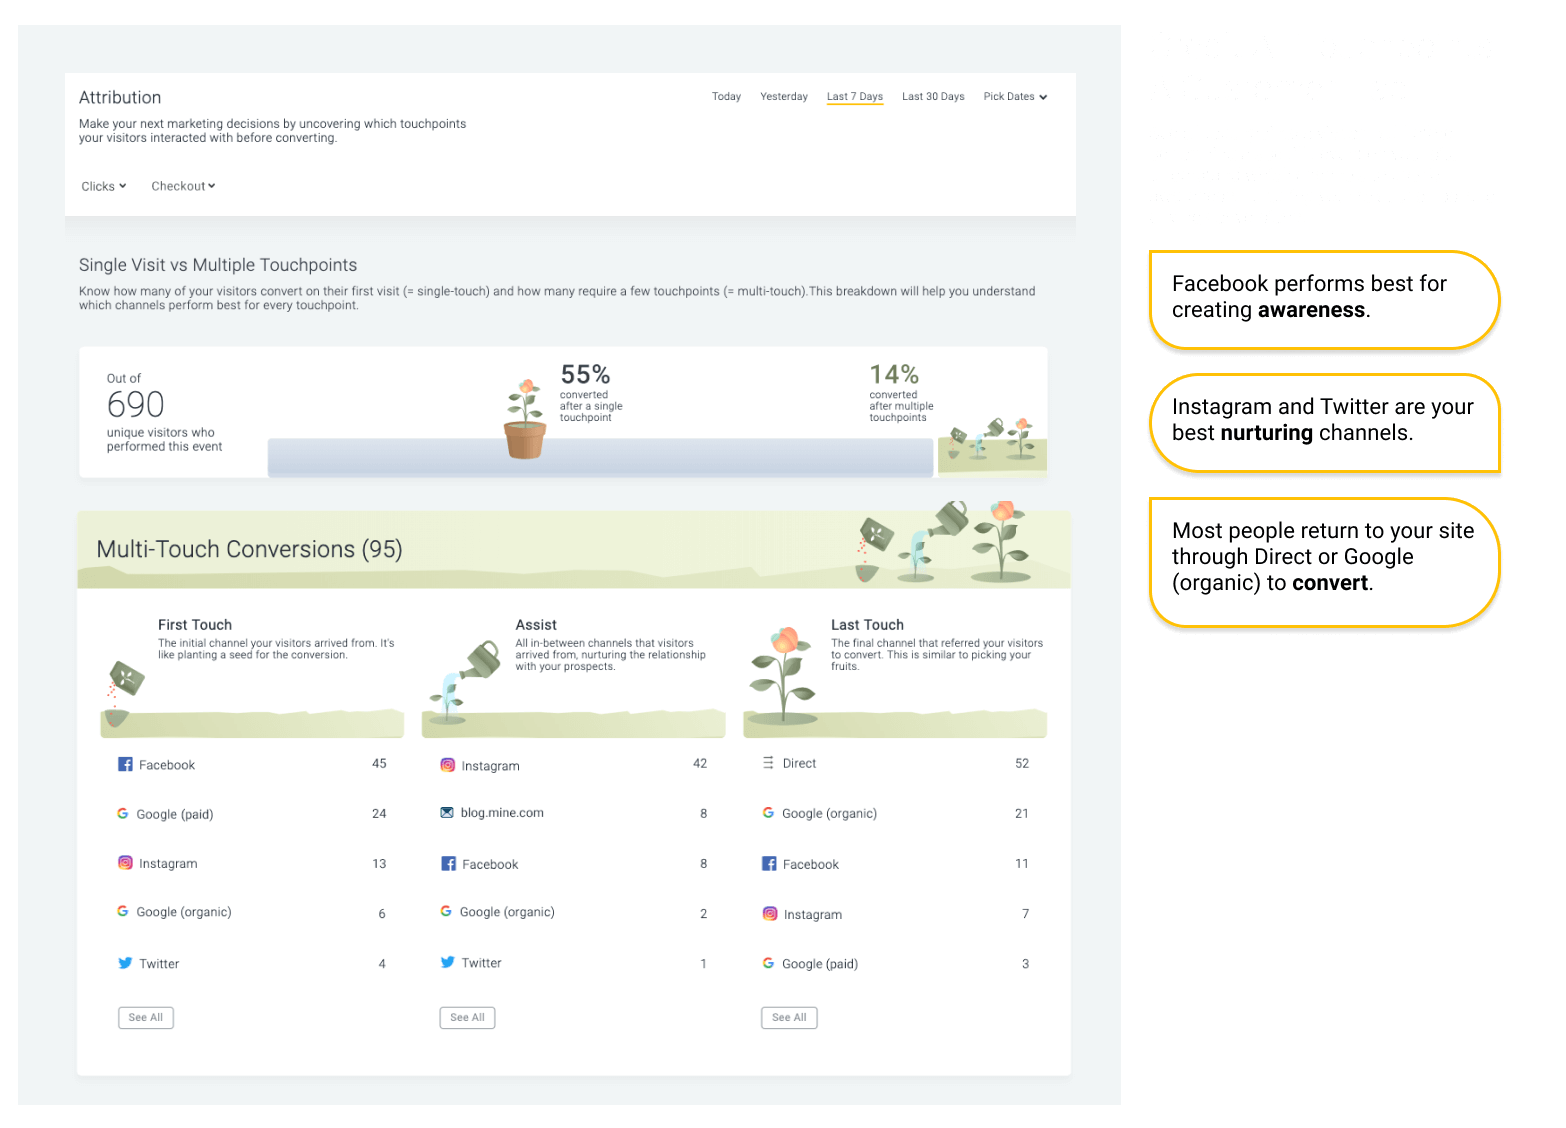 Attribution
Today Yesterday Last 7 Days Last 30 Days Pick Dates
Make your next marketing decisions by uncovering which touchpoints
your visitors interacted with before converting.
Clicks Checkout
Single Visit vs Multiple Touchpoints
Know how many of your visitors convert on their first visit (= single-touch) and how many require a few touchpoints (= multi-touch).This breakdown will help you understand
which channels perform best for every touchpoint.
Out of
690
unique visitors who
performed this event
55%
converted
after a single
touchpoint
14%
converted
after multiple
touchpoints
Multi-Touch Conversions (95)
First Touch
The initial channel your visitors arrived from. It's
like planting a seed for the conversion.
Facebook 45
Google (paid) 24
Instagram 13
Google (organic) 6
Twitter 4
See All
Assist
All in-between channels that visitors
arrived from, nurturing the relationship
with your prospects.
Instagram 42
blog.mine.com 8
Facebook 8
Google (organic) 2
Twitter 1
See All
Last Touch
The final channel that referred your visitors
to convert. This is similar to picking your
fruits.
Direct 52
Google (organic) 21
Facebook 11
Instagram 7
Google (paid) 3
See All
Facebook performs best for
creating awareness.
Instagram and Twitter are your
best nurturing channels.
Most people return to your site
through Direct or Google
(organic) to convert.